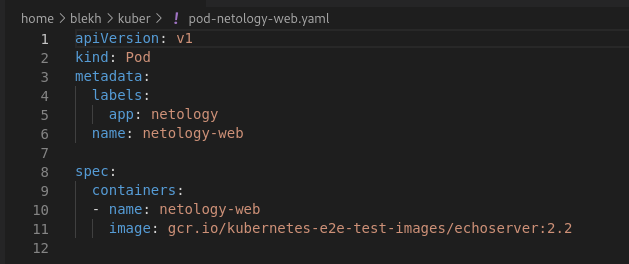 home > blekh > kuber > ! pod-netology-web.yaml
1 apiVersion: v1
2 kind: Pod
3 metadata:
4   labels:
5     app: netology
6   name: netology-web
7
8 spec:
9   containers:
10   - name: netology-web
11     image: gcr.io/kubernetes-e2e-test-images/echoserver:2.2
12